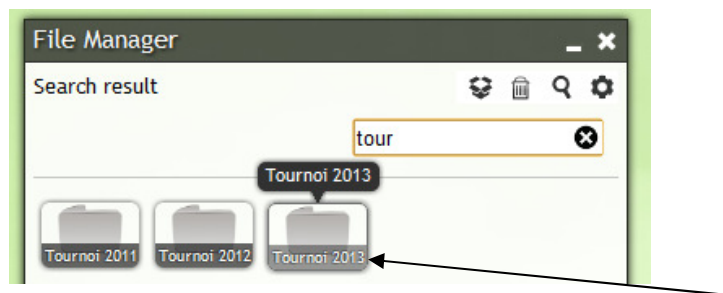 File Manager
Search result
tour
Tournoi 2013
Tournoi 2011 Tournoi 2012 Tournoi 2013